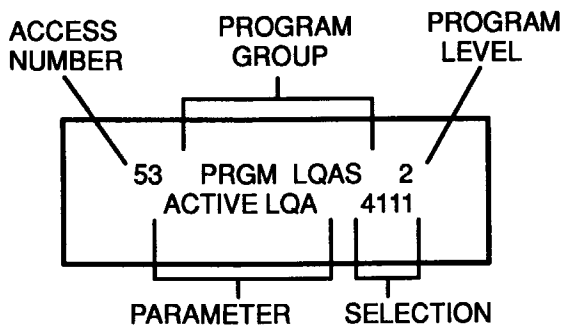 ACCESS NUMBER
PROGRAM GROUP
PROGRAM LEVEL
53 PRGM LQAS 2
ACTIVE LQA 4111
PARAMETER
SELECTION